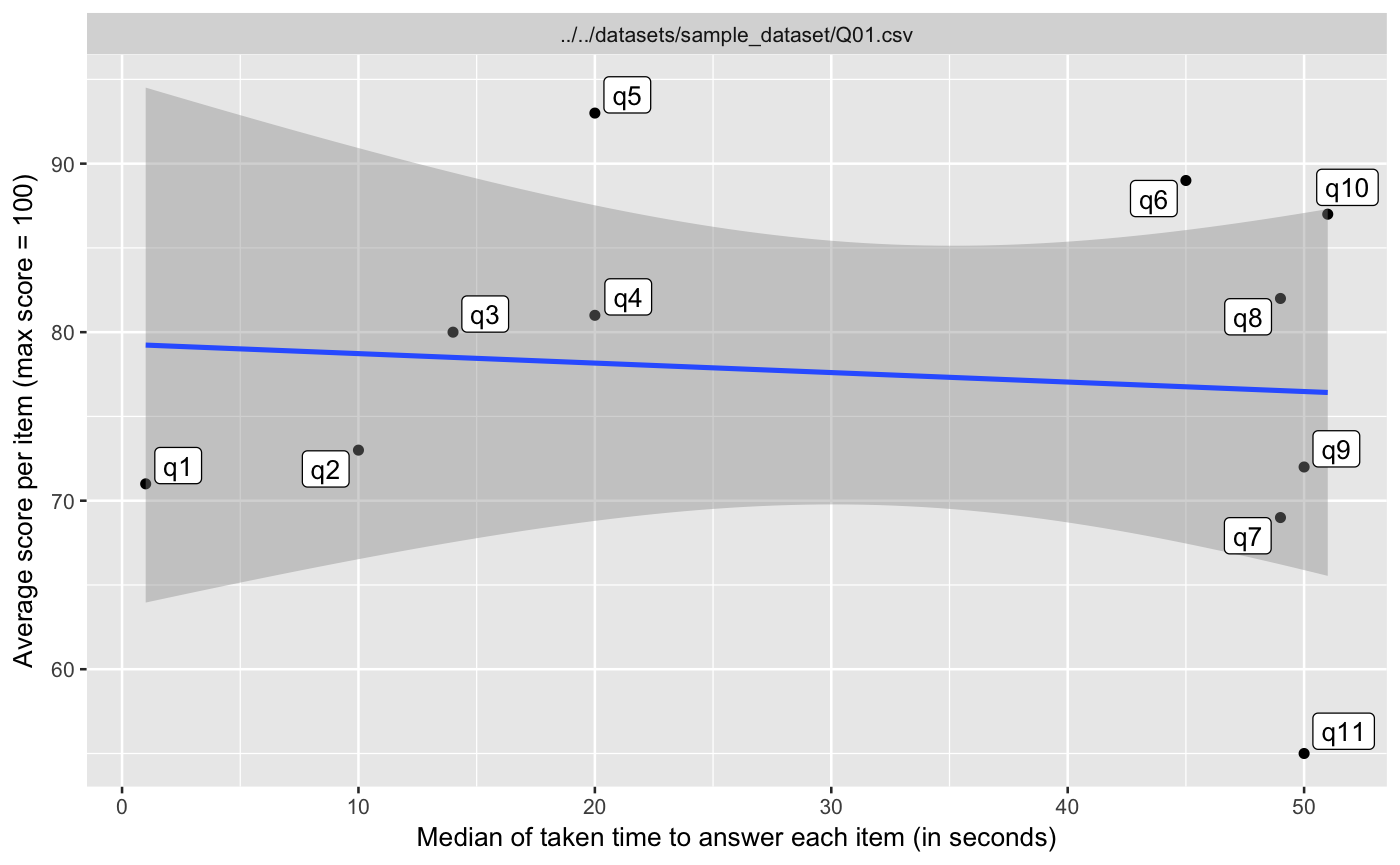 ../../datasets/sample_dataset/Q01.csv
Average score per item (max score = 100)
90
80
70
60
q5
q10
q6
q4
q3
q8
q9
q1
q2
q7
q11
0 10 20 30 40 50
Median of taken time to answer each item (in seconds)